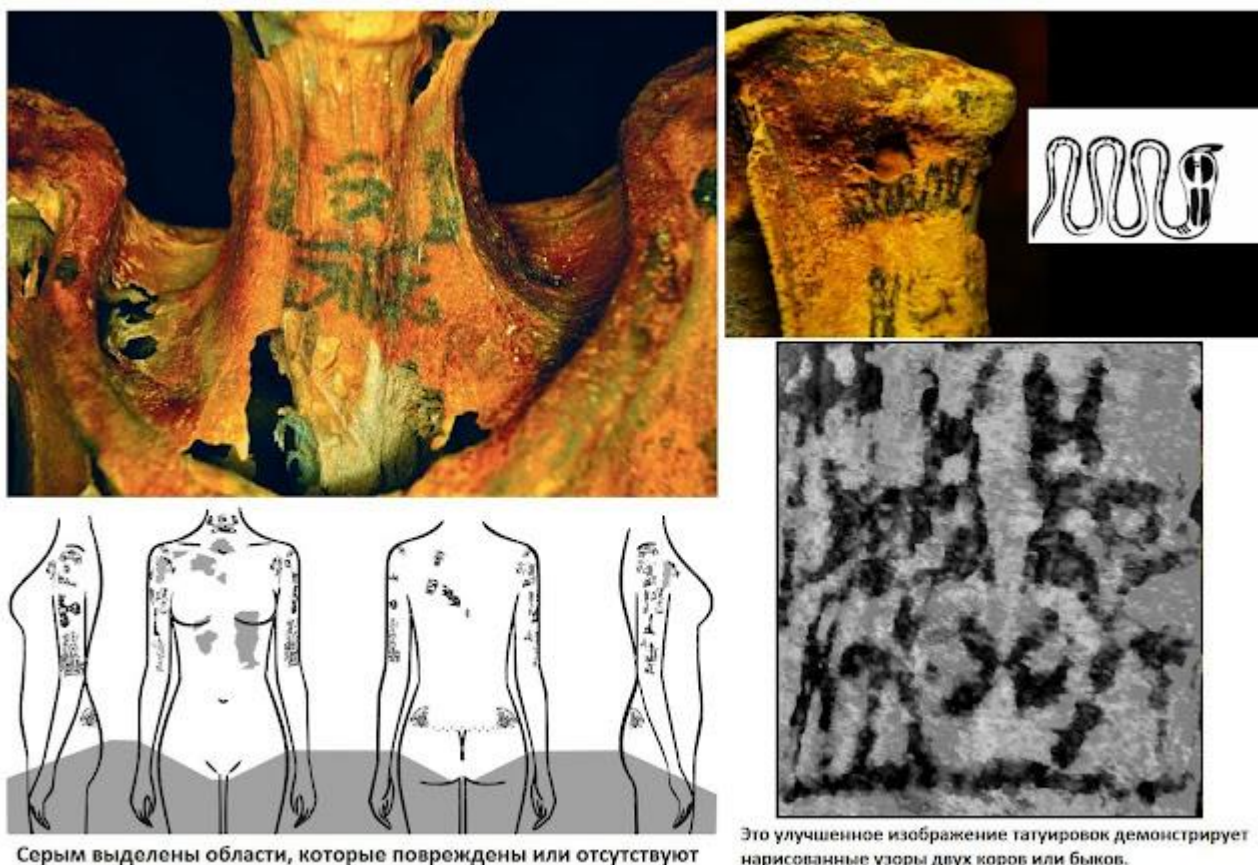 Серым выделены области, которые повреждены или отсутствуют
Это улучшенное изображение татуировок демонстрирует
нарисованные узоры двух коров или быков.